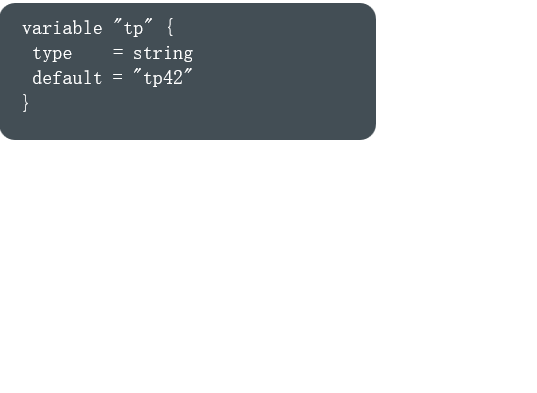 variable "tp" {
 type    = string
 default = "tp42"
}